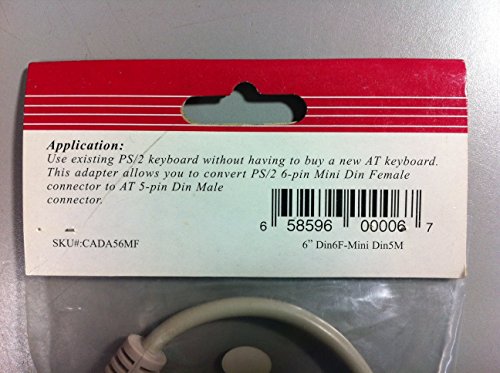 Application:
Use existing PS/2 keyboard without having to buy a new AT keyboard.
This adapter allows you to convert PS/2 6-pin Mini Din Female
connector to AT 5-pin Din Male
connector.
6 58596 00006 7
SKU#:CADA56MF
6" Din6F-Mini Din5M